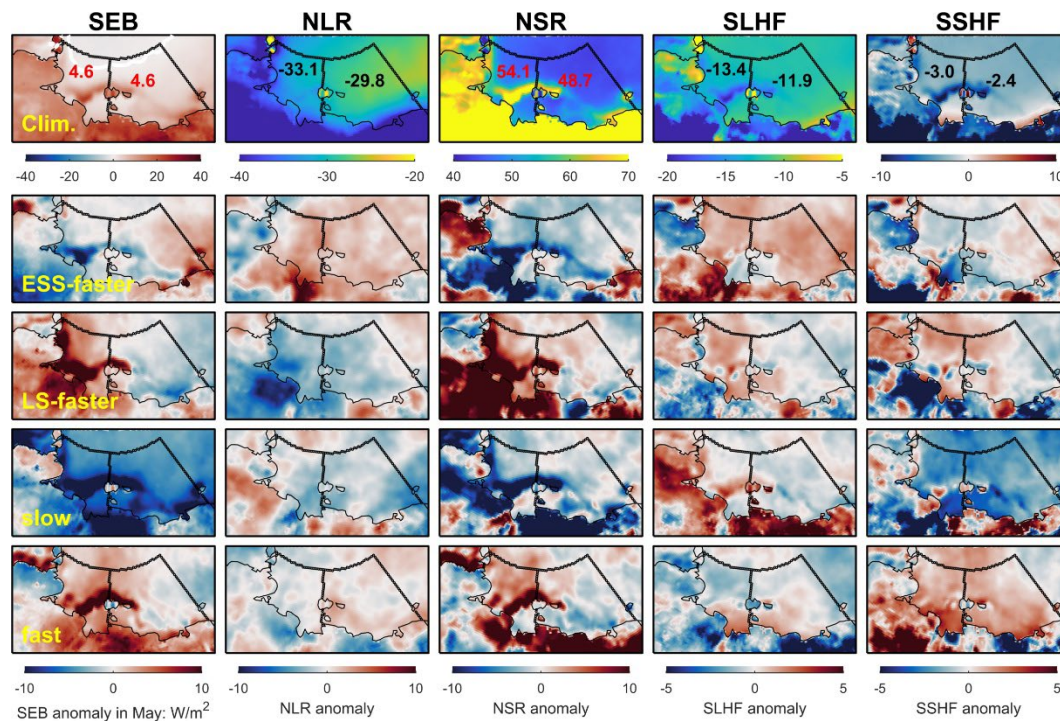 SEB NLR NSR SLHF SSHF
4.6 4.6 -33.1 -29.8 54.1 48.7 -13.4 -11.9 -3.0 -2.4
Clim.
-40 -20 0 20 40 -40 -30 -20 40 50 60 70 -20 -15 -10 -5 -10 0 10
ESS-faster
LS-faster
slow
fast
-10 0 10 -10 0 10 -10 0 10 -5 0 5 -5 0 5
SEB anomaly in May: W/m² NLR anomaly NSR anomaly SLHF anomaly SSHF anomaly